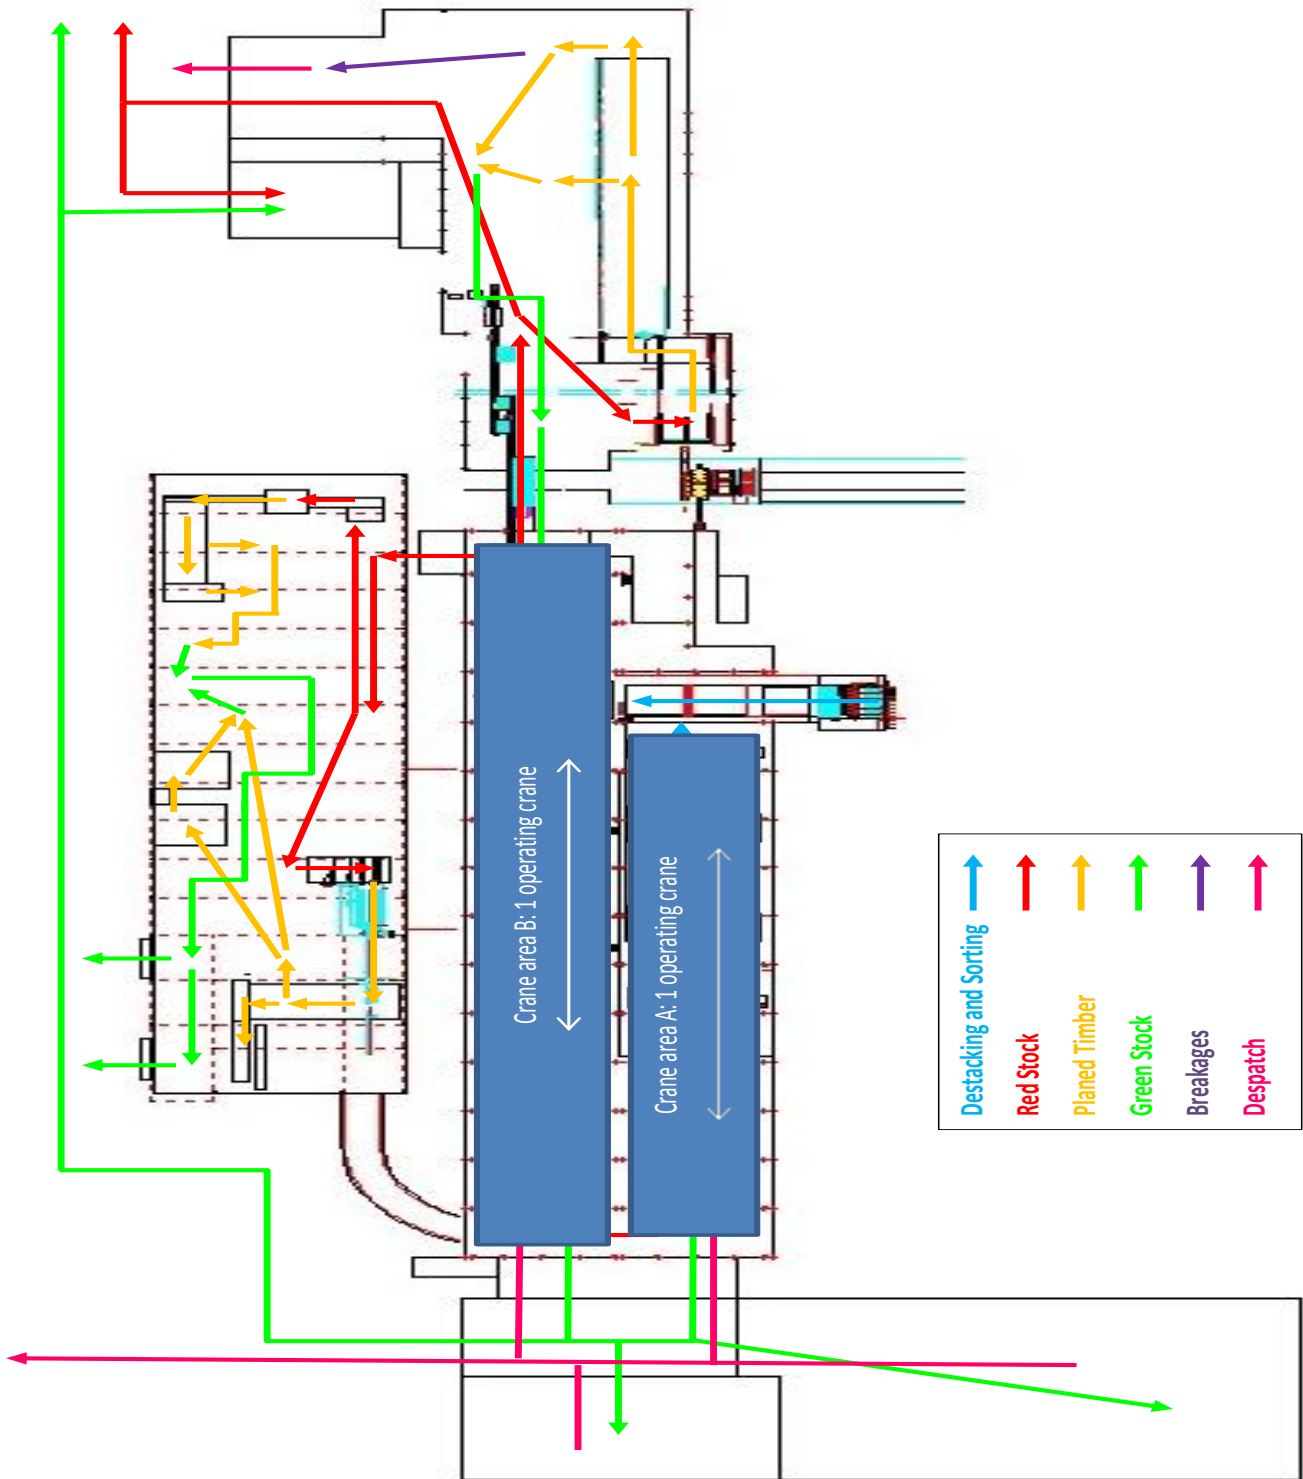 Crane area B: 1 operating crane
Crane area A: 1 operating crane
Destacking and Sorting
Red Stock
Planed Timber
Green Stock
Breakages
Despatch